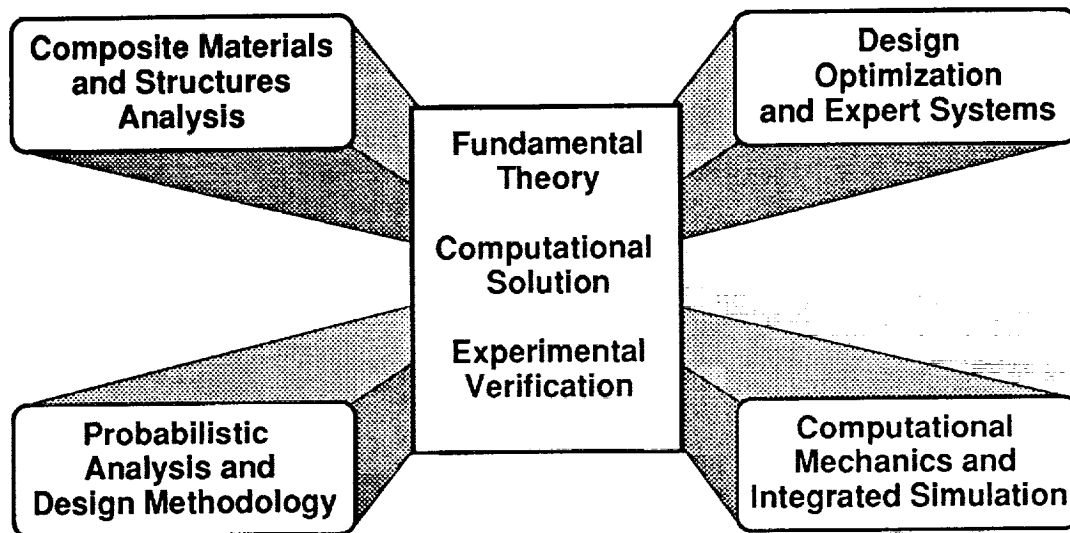 Composite Materials
and Structures
Analysis
Design
Optimization
and Expert Systems
Fundamental
Theory
Computational
Solution
Experimental
Verification
Probabilistic
Analysis and
Design Methodology
Computational
Mechanics and
Integrated Simulation